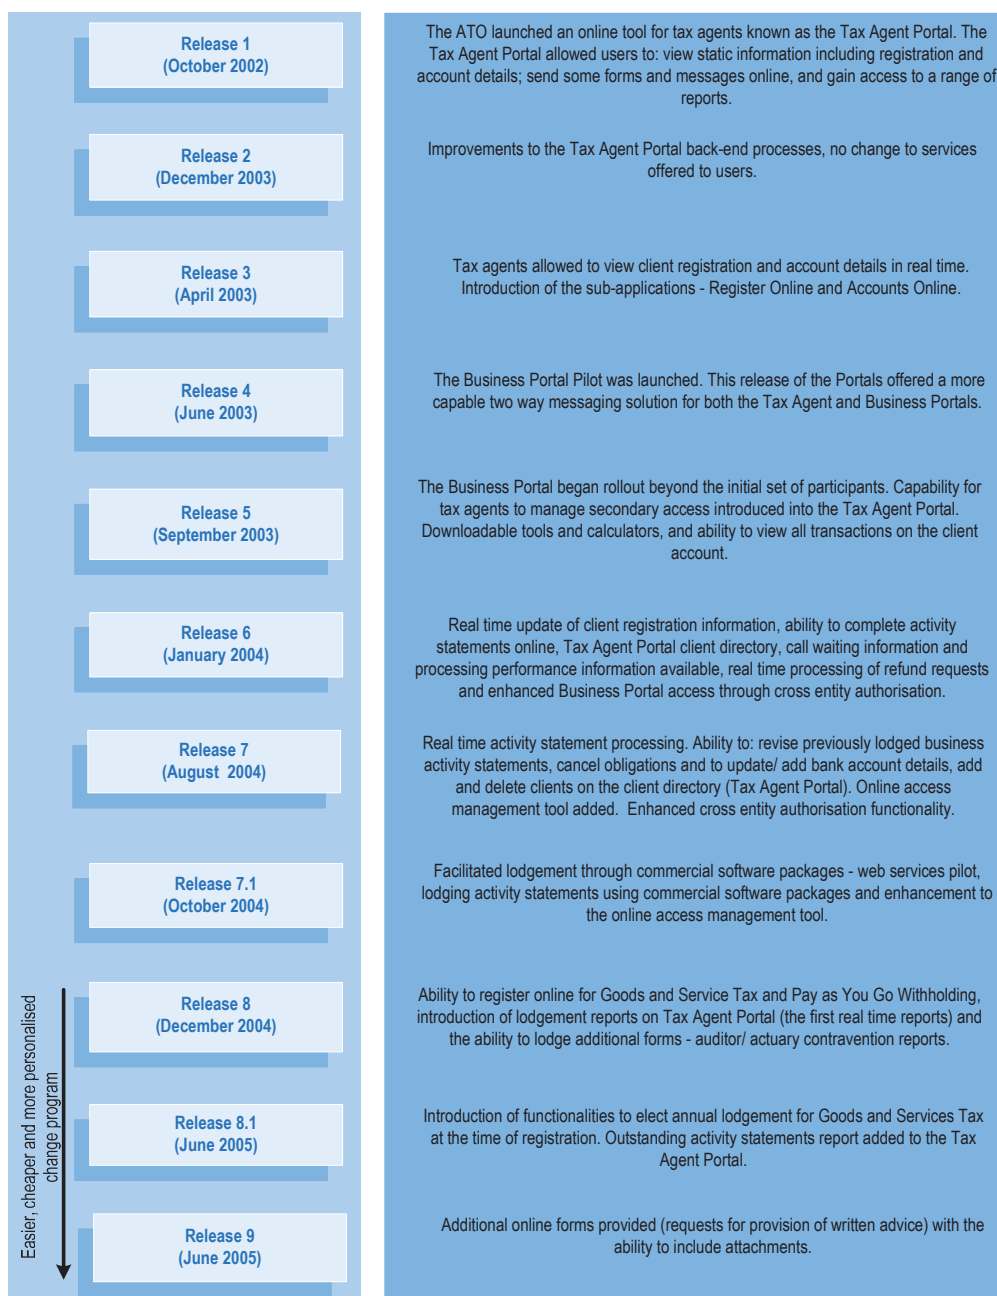 Release 1
(October 2002)
The ATO launched an online tool for tax agents known as the Tax Agent Portal. The
Tax Agent Portal allowed users to: view static information including registration and
account details; send some forms and messages online, and gain access to a range of
reports.
Release 2
(December 2003)
Improvements to the Tax Agent Portal back-end processes, no change to services
offered to users.
Release 3
(April 2003)
Tax agents allowed to view client registration and account details in real time.
Introduction of the sub-applications - Register Online and Accounts Online.
Release 4
(June 2003)
The Business Portal Pilot was launched. This release of the Portals offered a more
capable two way messaging solution for both the Tax Agent and Business Portals.
Release 5
(September 2003)
The Business Portal began rollout beyond the initial set of participants. Capability for
tax agents to manage secondary access introduced into the Tax Agent Portal.
Downloadable tools and calculators, and ability to view all transactions on the client
account.
Release 6
(January 2004)
Real time update of client registration information, ability to complete activity
statements online, Tax Agent Portal client directory, call waiting information and
processing performance information available, real time processing of refund requests
and enhanced Business Portal access through cross entity authorisation.
Release 7
(August 2004)
Real time activity statement processing. Ability to: revise previously lodged business
activity statements, cancel obligations and to update/ add bank account details, add
and delete clients on the client directory (Tax Agent Portal). Online access
management tool added. Enhanced cross entity authorisation functionality.
Release 7.1
(October 2004)
Facilitated lodgement through commercial software packages - web services pilot,
lodging activity statements using commercial software packages and enhancement to
the online access management tool.
Easier, cheaper and more personalised
change program
Release 8
(December 2004)
Ability to register online for Goods and Service Tax and Pay as You Go Withholding,
introduction of lodgement reports on Tax Agent Portal (the first real time reports) and
the ability to lodge additional forms - auditor/ actuary contravention reports.
Release 8.1
(June 2005)
Introduction of functionalities to elect annual lodgement for Goods and Services Tax
at the time of registration. Outstanding activity statements report added to the Tax
Agent Portal.
Release 9
(June 2005)
Additional online forms provided (requests for provision of written advice) with the
ability to include attachments.